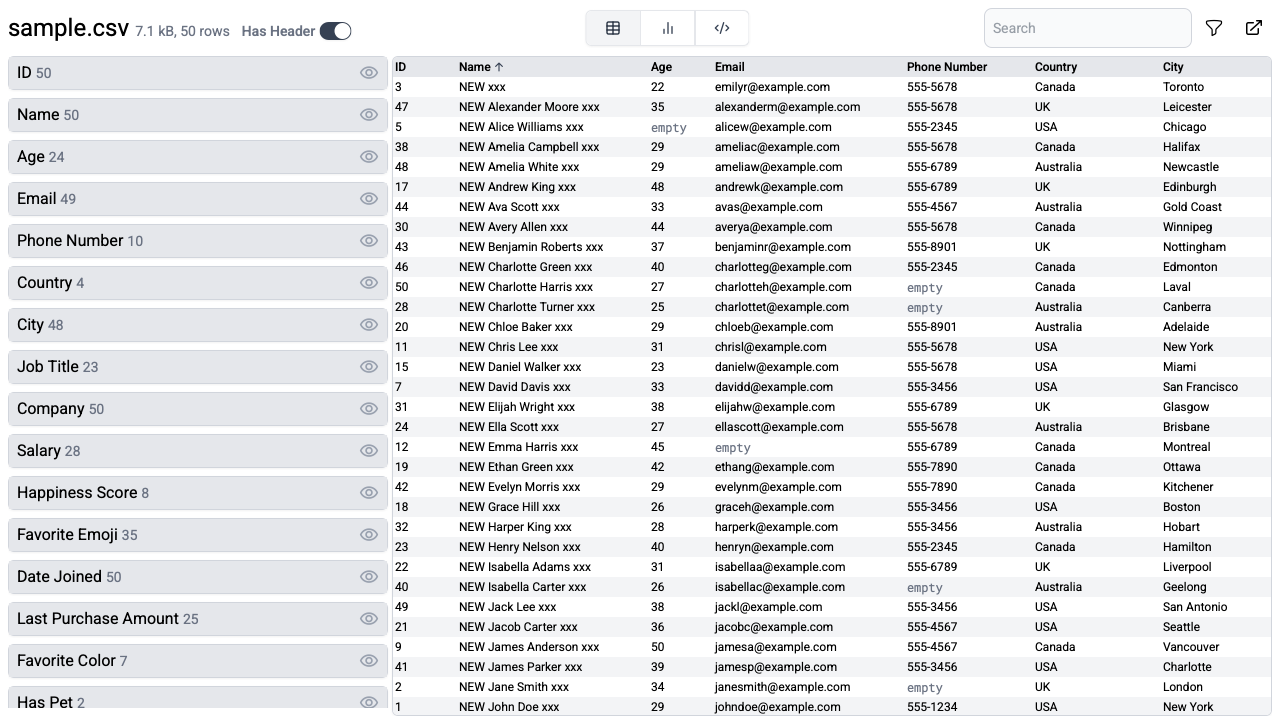 sample.csv 7.1 kB, 50 rows Has Header
Search
ID 50
Name 50
Age 24
Email 49
Phone Number 10
Country 4
City 48
Job Title 23
Company 50
Salary 28
Happiness Score 8
Favorite Emoji 35
Date Joined 50
Last Purchase Amount 25
Favorite Color 7
Has Pet 2
ID Name ↑ Age Email Phone Number Country City
3 NEW xxx 22 emilyr@example.com 555-5678 Canada Toronto
47 NEW Alexander Moore xxx 35 alexanderm@example.com 555-5678 UK Leicester
5 NEW Alice Williams xxx empty alicew@example.com 555-2345 USA Chicago
38 NEW Amelia Campbell xxx 29 ameliac@example.com 555-5678 Canada Halifax
48 NEW Amelia White xxx 29 ameliaw@example.com 555-6789 Australia Newcastle
17 NEW Andrew King xxx 48 andrewk@example.com 555-6789 UK Edinburgh
44 NEW Ava Scott xxx 33 avas@example.com 555-4567 Australia Gold Coast
30 NEW Avery Allen xxx 44 averya@example.com 555-5678 Canada Winnipeg
43 NEW Benjamin Roberts xxx 37 benjaminr@example.com 555-8901 UK Nottingham
46 NEW Charlotte Green xxx 40 charlotteg@example.com 555-2345 Canada Edmonton
50 NEW Charlotte Harris xxx 27 charlotteh@example.com empty Canada Laval
28 NEW Charlotte Turner xxx 25 charlottet@example.com empty Australia Canberra
20 NEW Chloe Baker xxx 29 chloeb@example.com 555-8901 Australia Adelaide
11 NEW Chris Lee xxx 31 chrisl@example.com 555-5678 USA New York
15 NEW Daniel Walker xxx 23 danielw@example.com 555-5678 USA Miami
7 NEW David Davis xxx 33 davidd@example.com 555-3456 USA San Francisco
31 NEW Elijah Wright xxx 38 elijahw@example.com 555-6789 UK Glasgow
24 NEW Ella Scott xxx 27 ellascott@example.com 555-5678 Australia Brisbane
12 NEW Emma Harris xxx 45 empty 555-6789 Canada Montreal
19 NEW Ethan Green xxx 42 ethang@example.com 555-7890 Canada Ottawa
42 NEW Evelyn Morris xxx 29 evelynm@example.com 555-7890 Canada Kitchener
18 NEW Grace Hill xxx 26 graceh@example.com 555-3456 USA Boston
32 NEW Harper King xxx 28 harperk@example.com 555-3456 Australia Hobart
23 NEW Henry Nelson xxx 40 henryn@example.com 555-2345 Canada Hamilton
22 NEW Isabella Adams xxx 31 isabellaa@example.com 555-6789 UK Liverpool
40 NEW Isabella Carter xxx 26 isabellac@example.com empty Australia Geelong
49 NEW Jack Lee xxx 38 jackl@example.com 555-3456 USA San Antonio
21 NEW Jacob Carter xxx 36 jacobc@example.com 555-4567 USA Seattle
9 NEW James Anderson xxx 50 jamesa@example.com 555-4567 Canada Vancouver
41 NEW James Parker xxx 39 jamesp@example.com 555-3456 USA Charlotte
2 NEW Jane Smith xxx 34 janesmith@example.com empty UK London
1 NEW John Doe xxx 29 johndoe@example.com 555-1234 USA New York